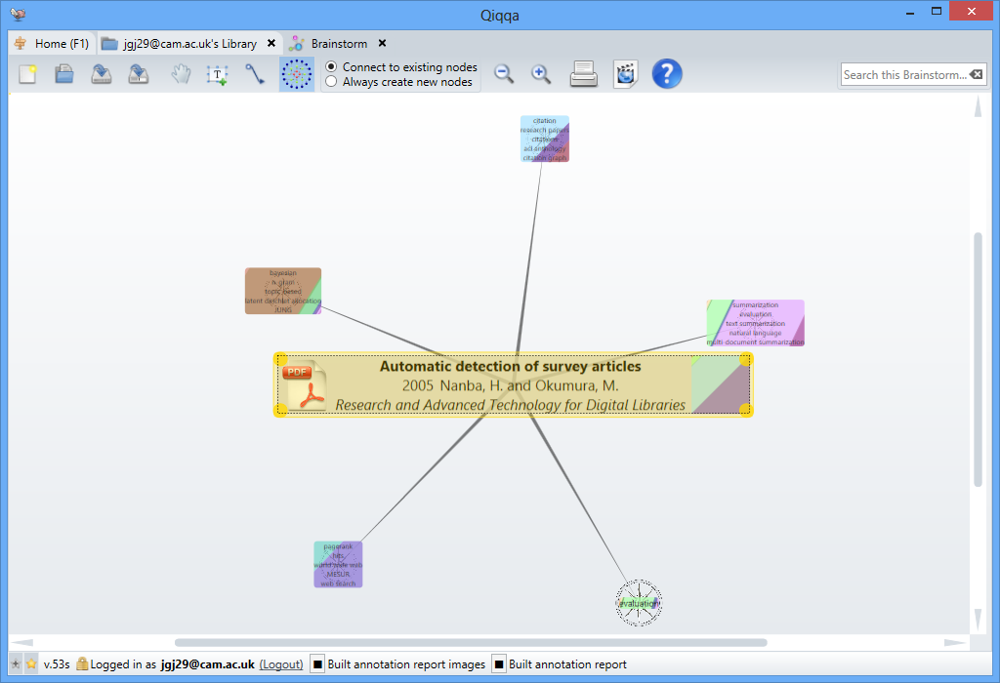 Qiqqa
Home (F1) jgj29@cam.ac.uk's Library Brainstorm
Connect to existing nodes
Always create new nodes
Search this Brainstorm...
citation
research papers
citations
acl anthology
citation graph
bayesian
n-gram
topic based
latent dirichlet allocation
JUNG
summarization
evaluation
text summarization
natural language
multi-document summarization
PDF
Automatic detection of survey articles
2005 Nanba, H. and Okumura, M.
Research and Advanced Technology for Digital Libraries
pagerank
hits
world wide web
MESUR
web search
evaluation
v.53s Logged in as jgj29@cam.ac.uk (Logout) Built annotation report images Built annotation report